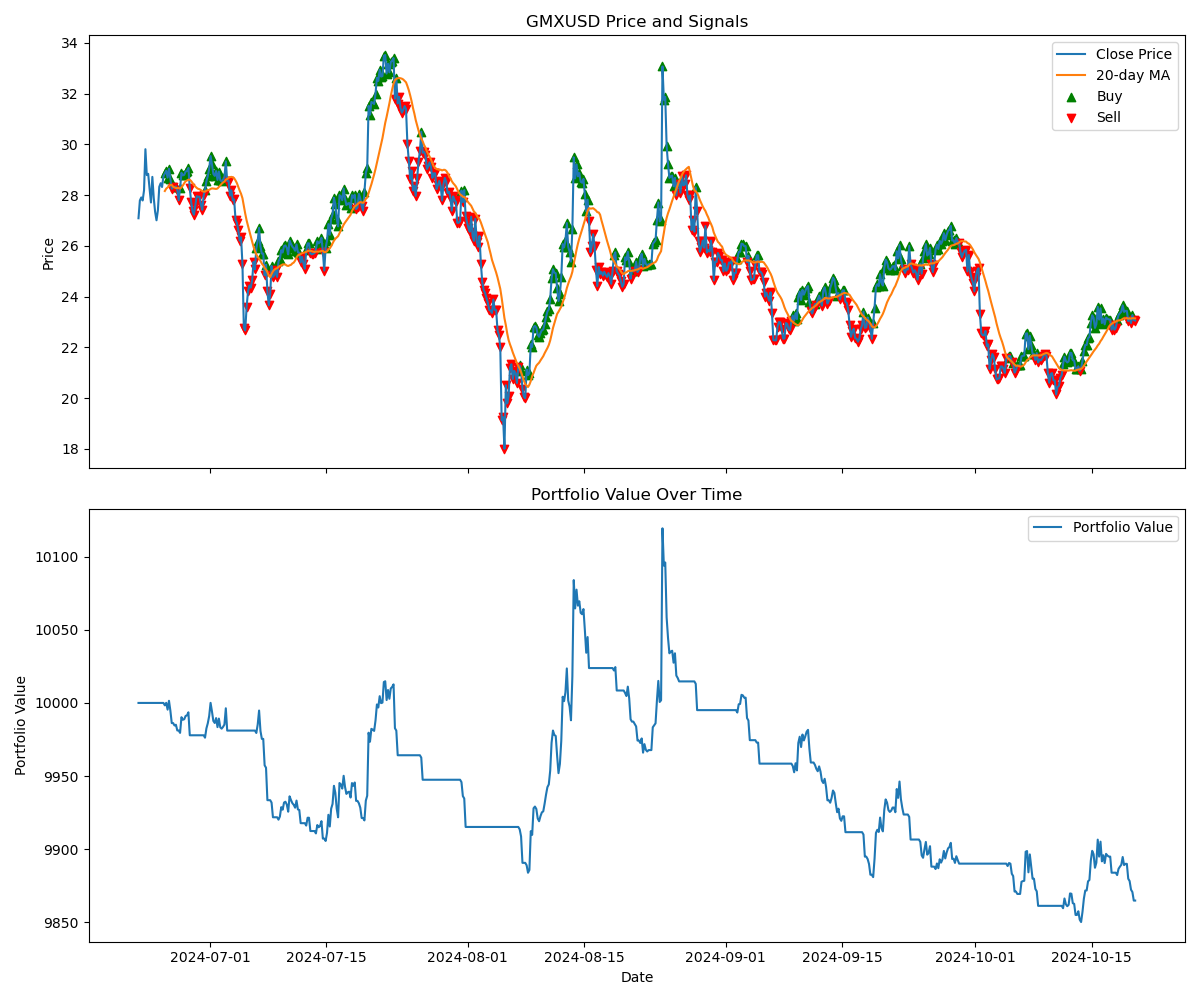 GMXUSD Price and Signals
Price
34
32
30
28
26
24
22
20
18
Close Price
20-day MA
Buy
Sell
Portfolio Value Over Time
Portfolio Value
10100
10050
10000
9950
9900
9850
Portfolio Value
2024-07-01
2024-07-15
2024-08-01
2024-08-15
2024-09-01
2024-09-15
2024-10-01
2024-10-15
Date